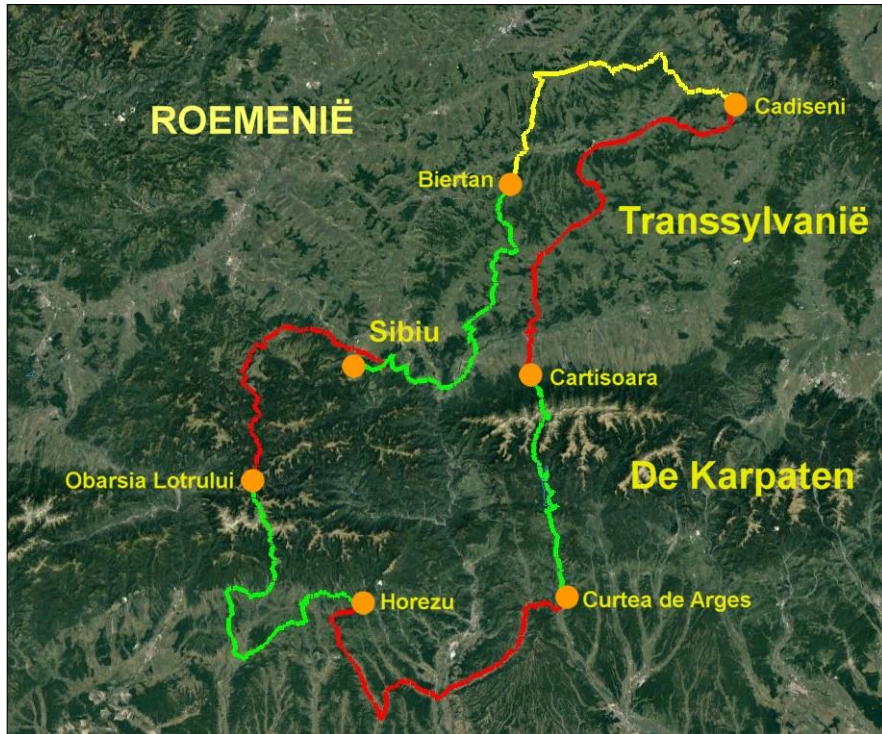 ROEMENIË
Cadiseni
Biertan
Transsylvanië
Sibiu
Cartisoara
Obarsia Lotrului
De Karpaten
Horezu
Curtea de Arges